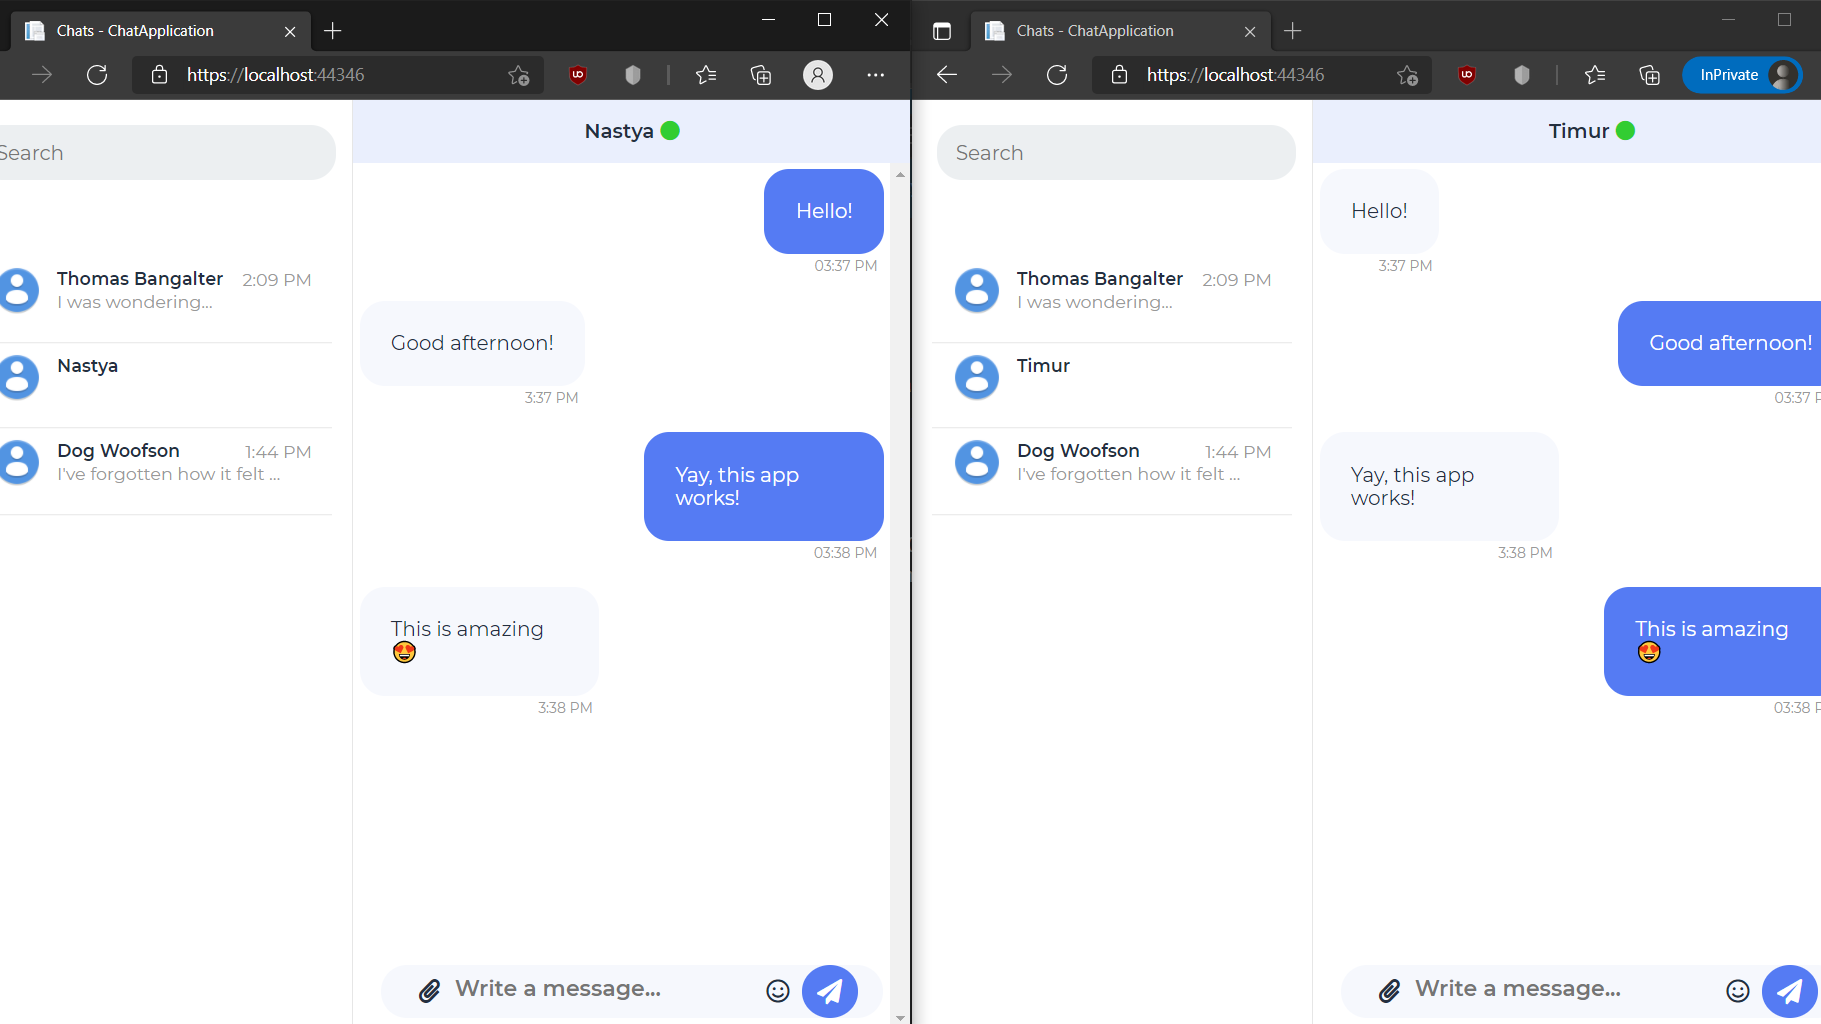 Chats - ChatApplication
https://localhost:44346
Search
Thomas Bangalter 2:09 PM
I was wondering...
Nastya
Dog Woofson 1:44 PM
I've forgotten how it felt ...
Nastya
Hello!
03:37 PM
Good afternoon!
3:37 PM
Yay, this app
works!
03:38 PM
This is amazing
😍
3:38 PM
Write a message...
Chats - ChatApplication
https://localhost:44346
InPrivate
Search
Thomas Bangalter 2:09 PM
I was wondering...
Timur
Dog Woofson 1:44 PM
I've forgotten how it felt ...
Timur
Hello!
3:37 PM
Good afternoon!
03:37 P
Yay, this app
works!
3:38 PM
This is amazing
😍
03:38 P
Write a message...